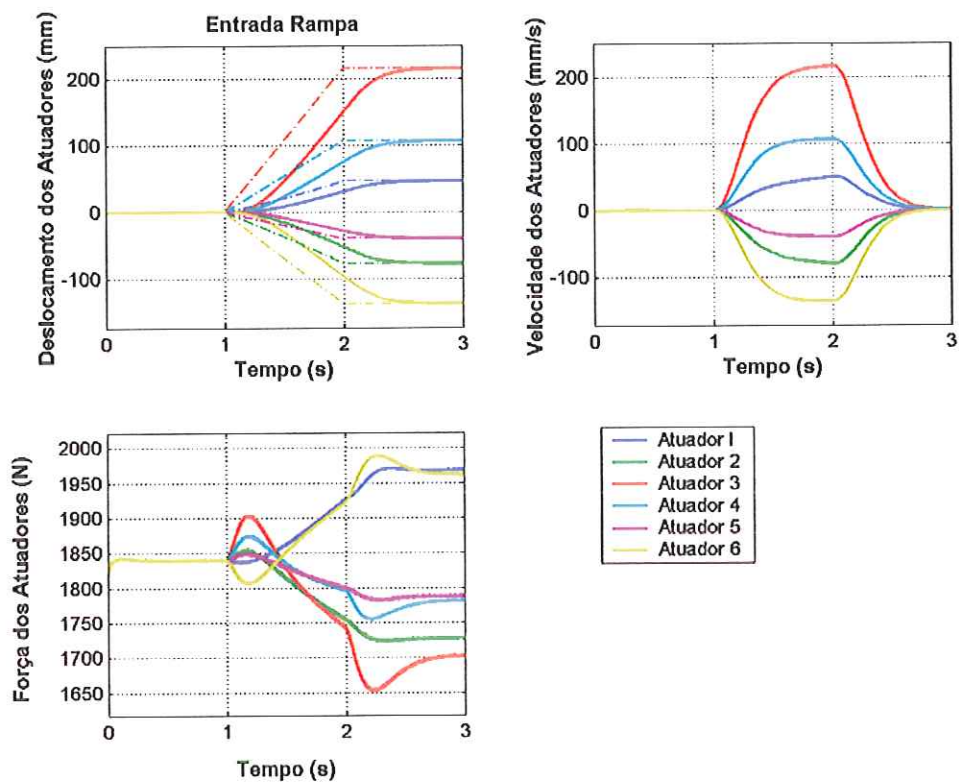 Entrada Rampa
Deslocamento dos Atuadores (mm)
200
100
0
-100
0
1
2
3
Tempo (s)
Velocidade dos Atuadores (mm/s)
200
100
0
-100
0
1
2
3
Tempo (s)
Força dos Atuadores (N)
2000
1950
1900
1850
1800
1750
1700
1650
0
1
2
3
Tempo (s)
Atuador I
Atuador 2
Atuador 3
Atuador 4
Atuador 5
Atuador 6